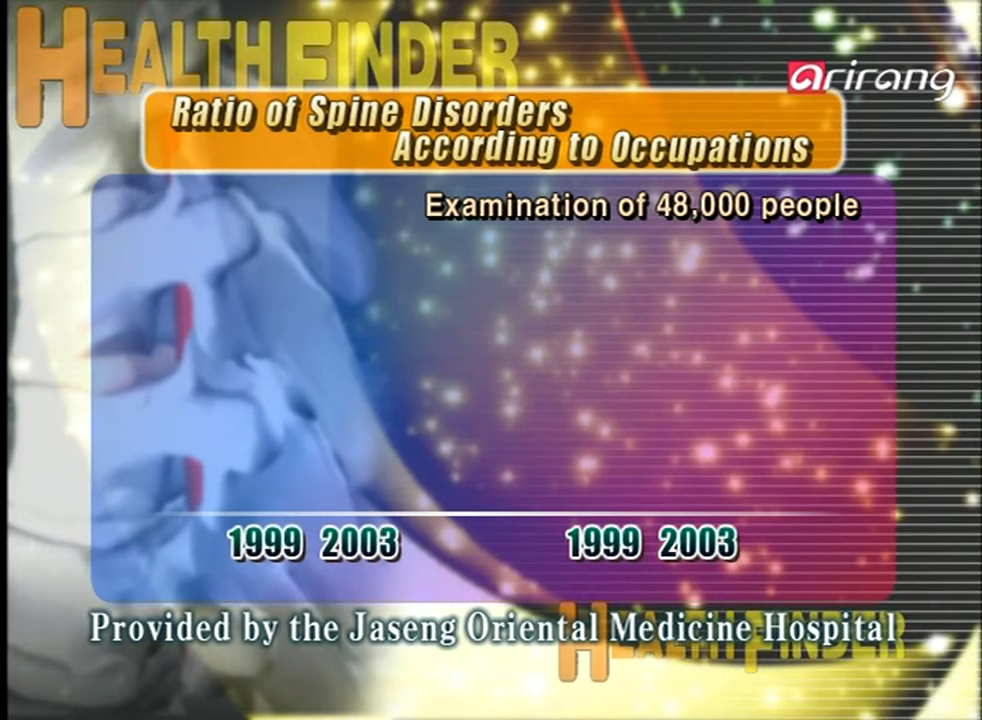 HEALTH FINDER
arirang
Ratio of Spine Disorders
According to Occupations
Examination of 48,000 people
1999 2003 1999 2003
Provided by the Jaseng Oriental Medicine Hospital
HEALTH FINDER